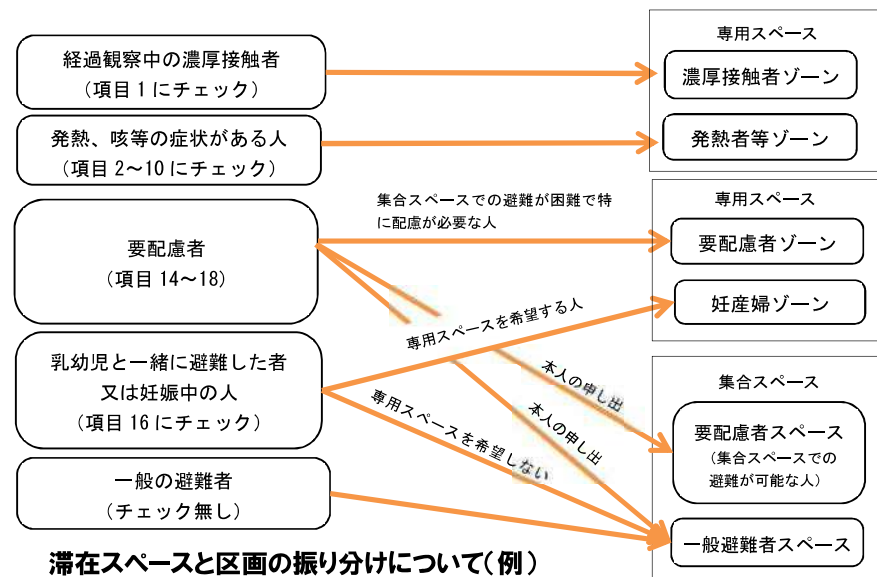 経過観察中の濃厚接触者
(項目1にチェック)
発熱、咳等の症状がある人
(項目2～10にチェック)
要配慮者
(項目14～18)
乳幼児と一緒に避難した者
又は妊娠中の人
(項目16にチェック)
一般の避難者
(チェック無し)
集合スペースでの避難が困難で特
に配慮が必要な人
専用スペースを希望する人
本人の申し出
本人の申し出
専用スペースを希望しない
専用スペース
濃厚接触者ゾーン
発熱者等ゾーン
専用スペース
要配慮者ゾーン
妊産婦ゾーン
集合スペース
要配慮者スペース
(集合スペースでの
避難が可能な人)
一般避難者スペース
滞在スペースと区画の振り分けについて(例)